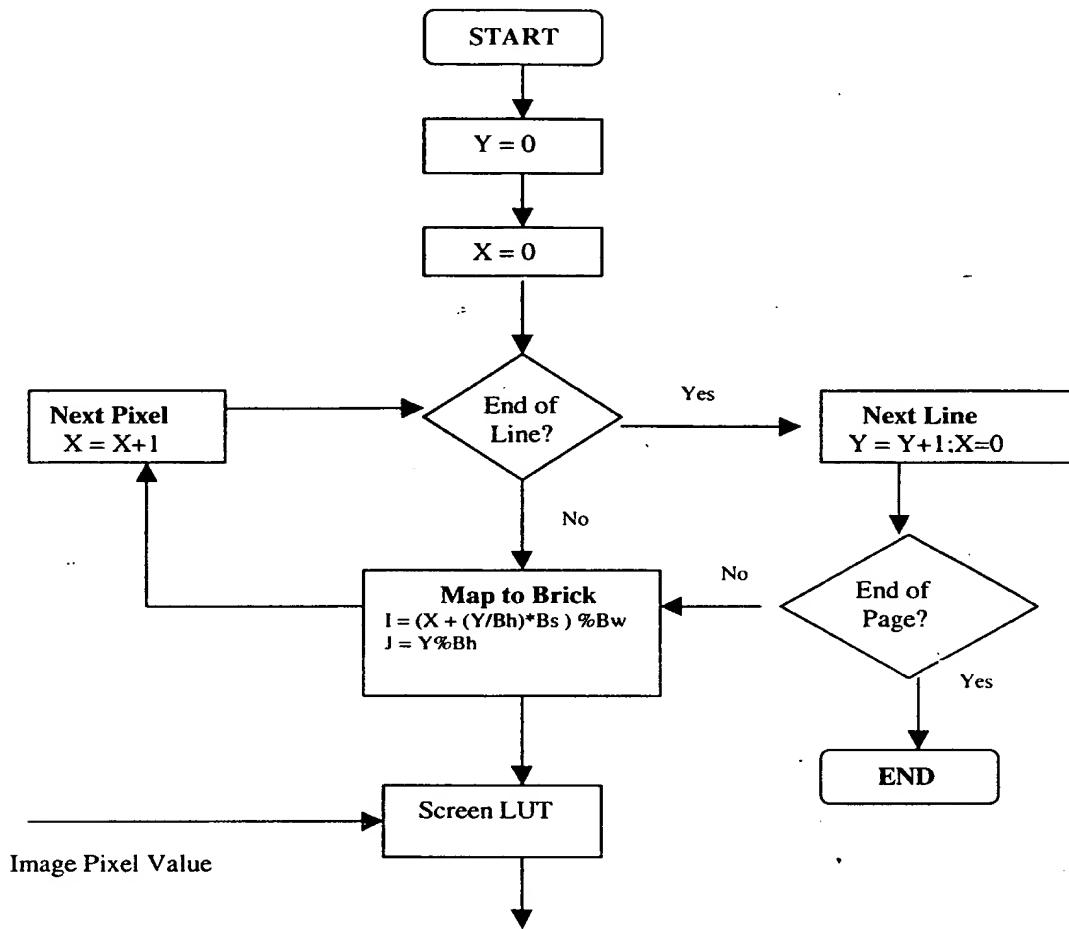 START
Y = 0
X = 0
Next Pixel
X = X+1
End of
Line?
Yes
Next Line
Y = Y+1;X=0
No
Map to Brick
I = (X + (Y/Bh)*Bs ) %Bw
J = Y%Bh
No
End of
Page?
Yes
END
Screen LUT
Image Pixel Value